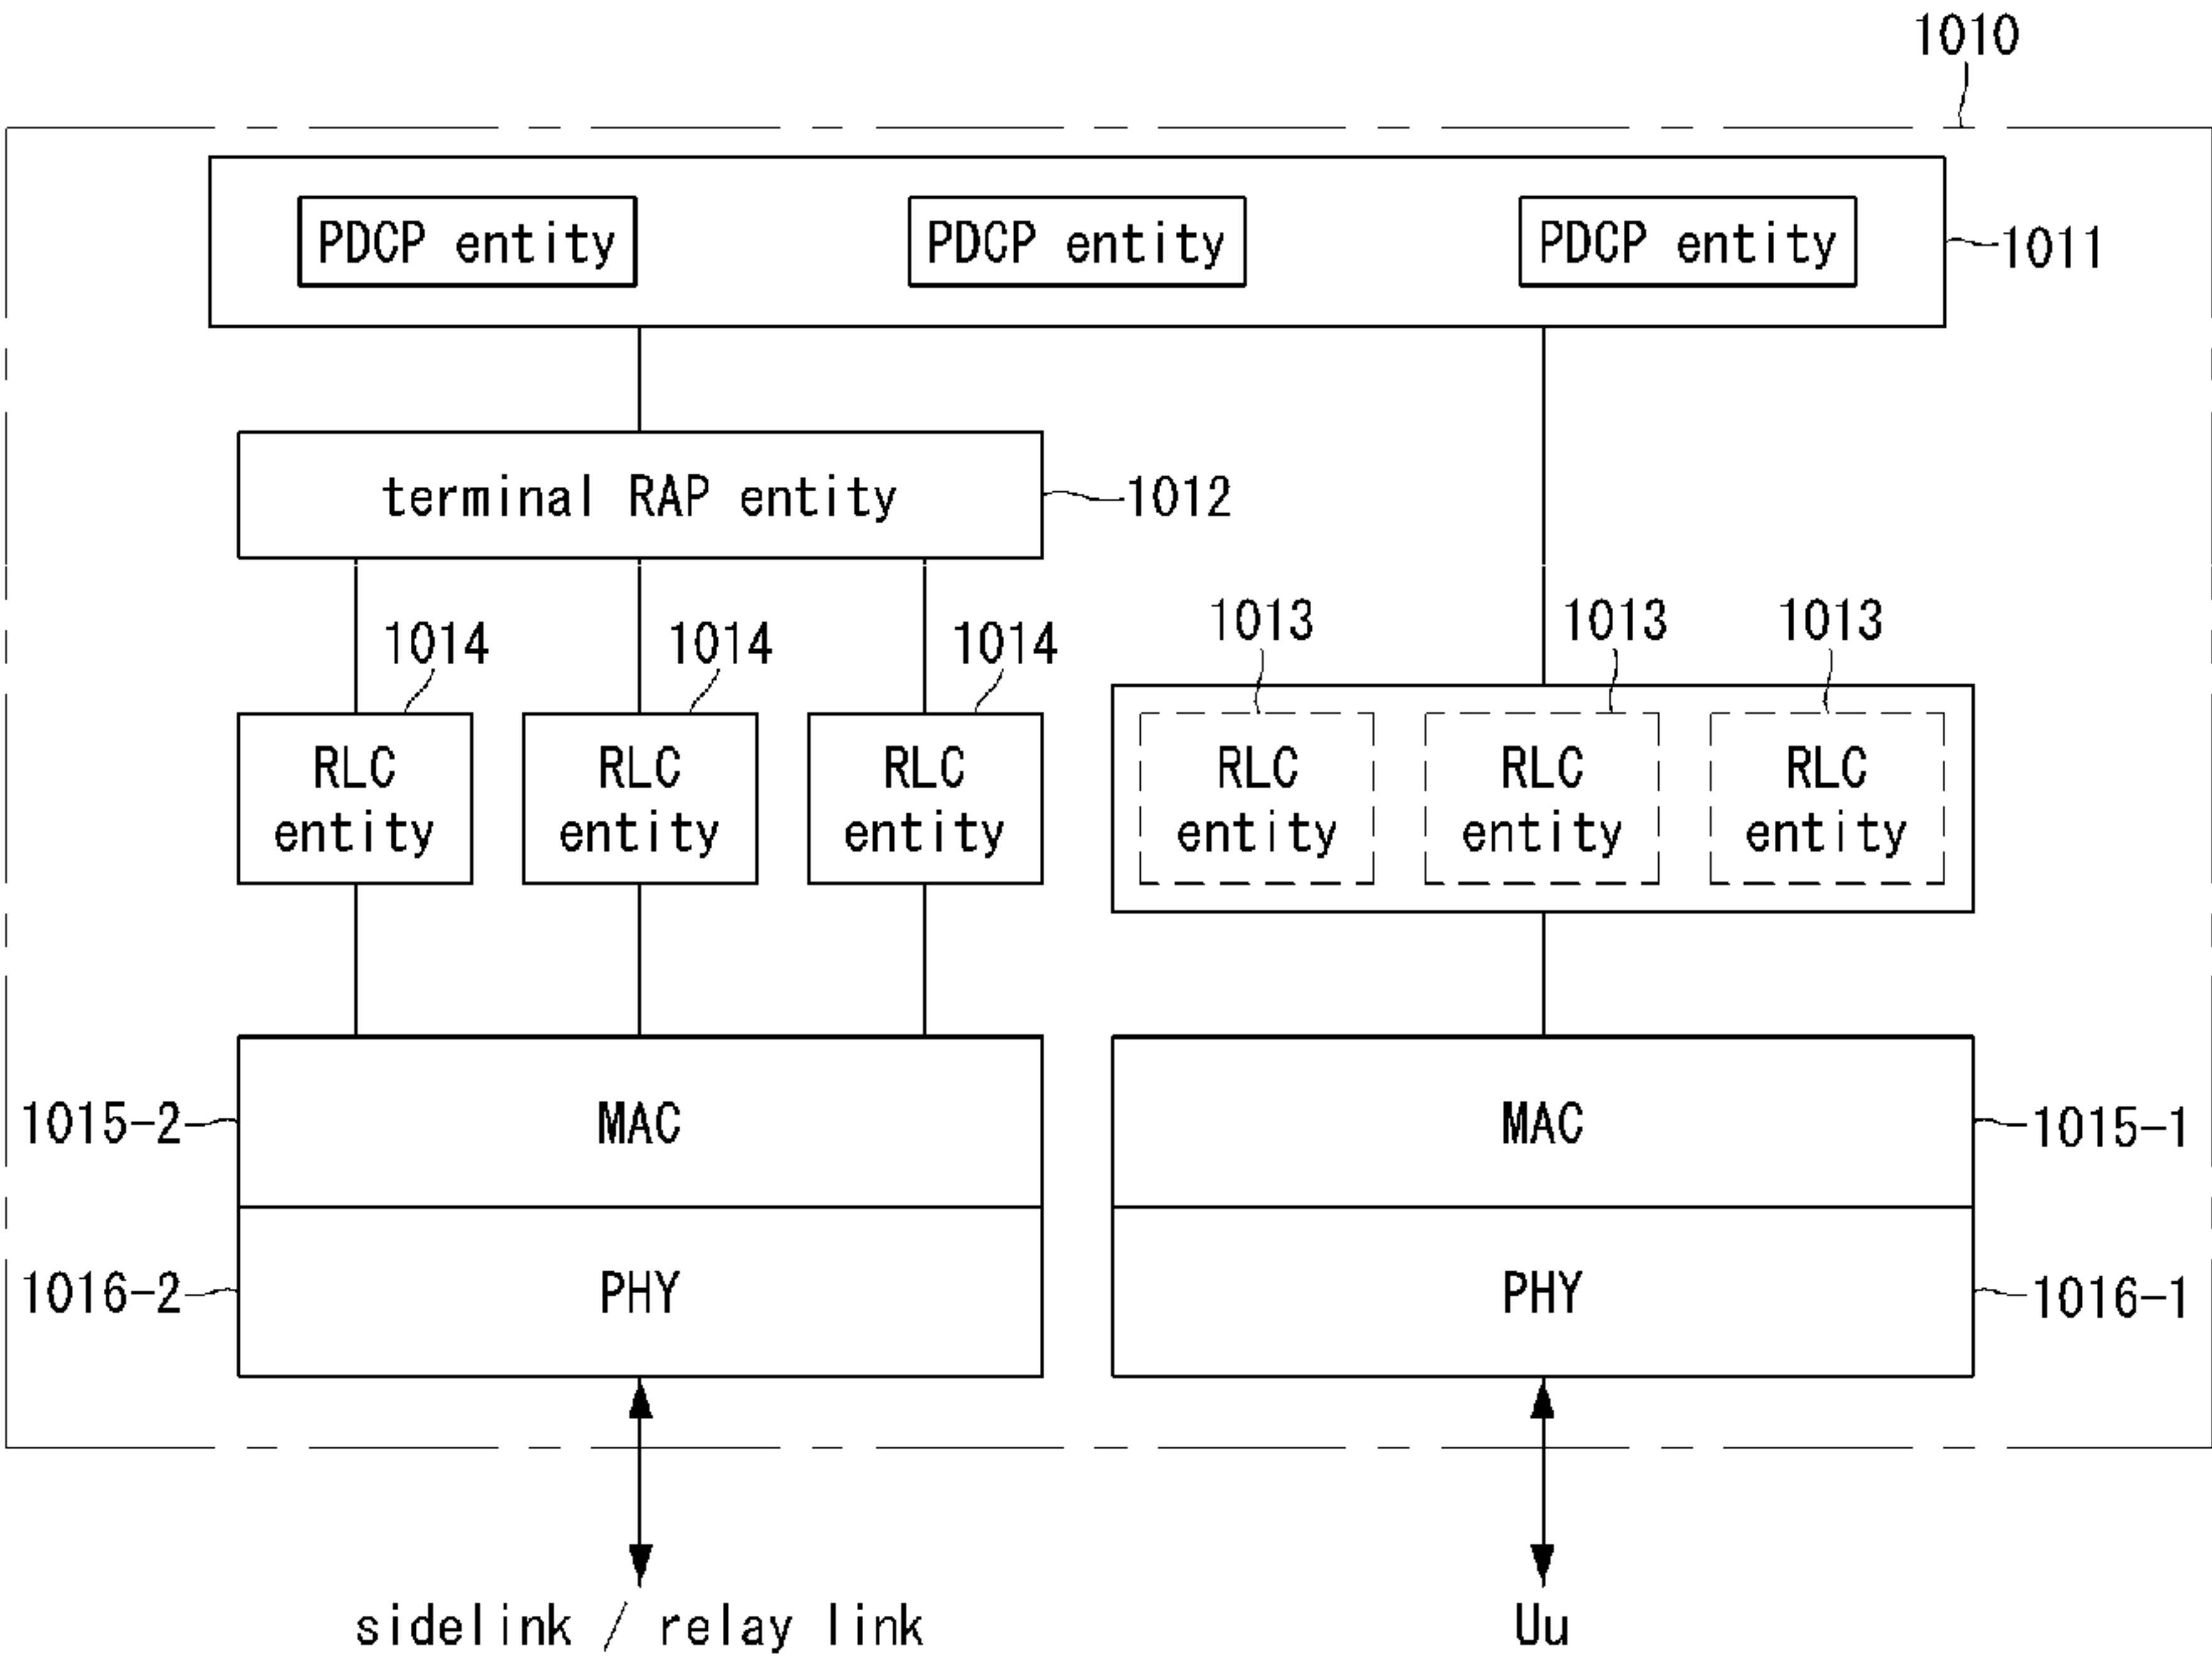 1010
PDCP entity PDCP entity PDCP entity 1011
terminal RAP entity 1012
1014 1014 1014 1013 1013 1013
RLC RLC RLC RLC RLC RLC
entity entity entity entity entity entity
1015-2 MAC MAC 1015-1
1016-2 PHY PHY 1016-1
sidelink / relay link Uu